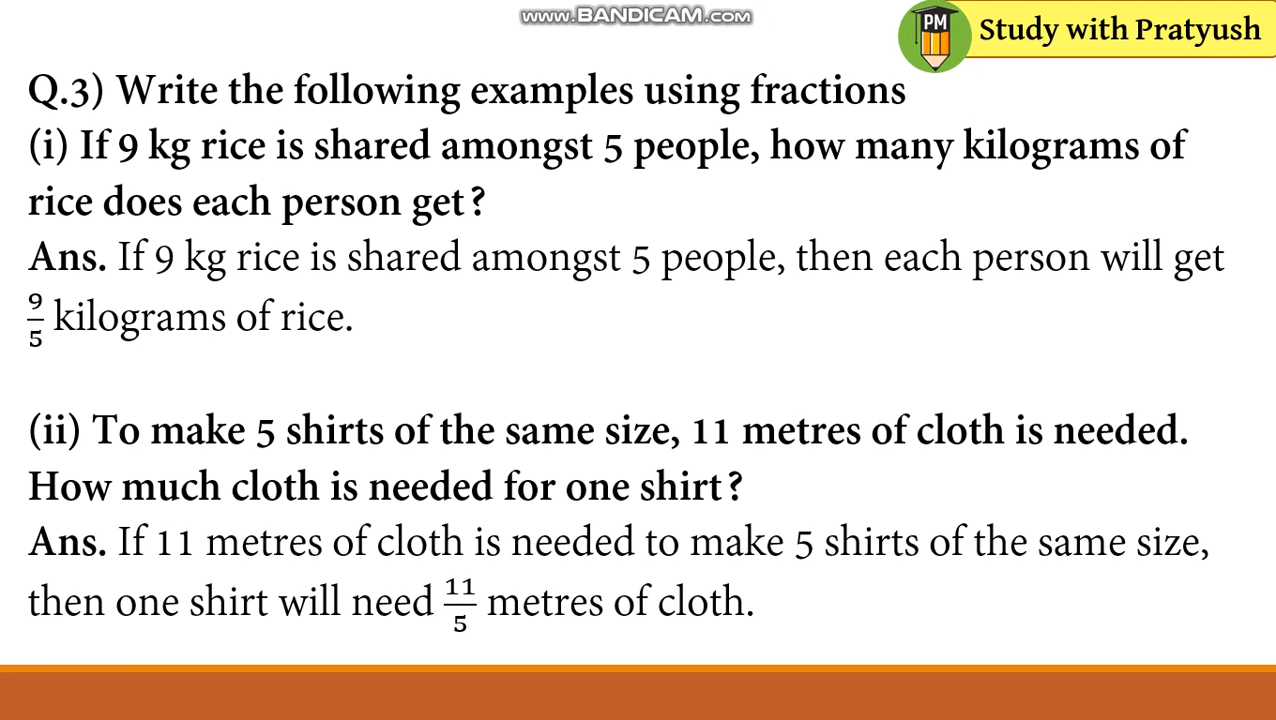 www.BANDICAM.com
PM
Study with Pratyush
Q.3) Write the following examples using fractions
(i) If 9 kg rice is shared amongst 5 people, how many kilograms of
rice does each person get?
Ans. If 9 kg rice is shared amongst 5 people, then each person will get
9/5 kilograms of rice.
(ii) To make 5 shirts of the same size, 11 metres of cloth is needed.
How much cloth is needed for one shirt?
Ans. If 11 metres of cloth is needed to make 5 shirts of the same size,
then one shirt will need 11/5 metres of cloth.